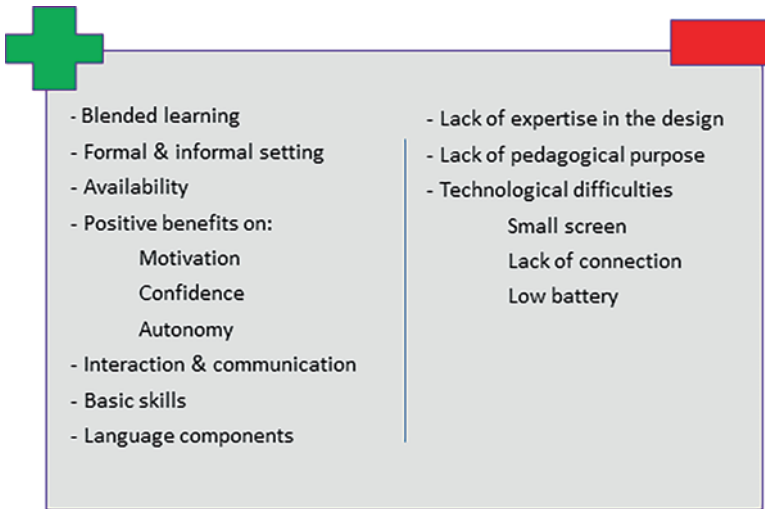 - Blended learning
- Formal & informal setting
- Availability
- Positive benefits on:
Motivation
Confidence
Autonomy
- Interaction & communication
- Basic skills
- Language components
- Lack of expertise in the design
- Lack of pedagogical purpose
- Technological difficulties
Small screen
Lack of connection
Low battery